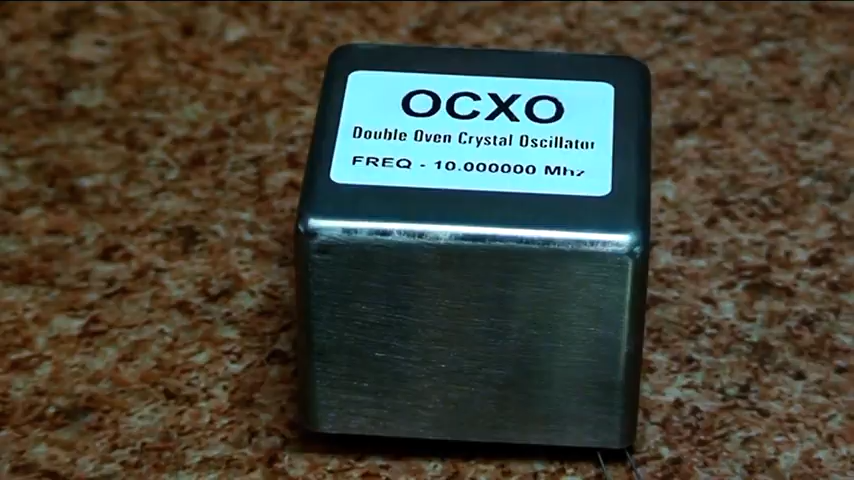 OCXO
Double Oven Crystal Oscillator
FREQ - 10.000000 Mhz